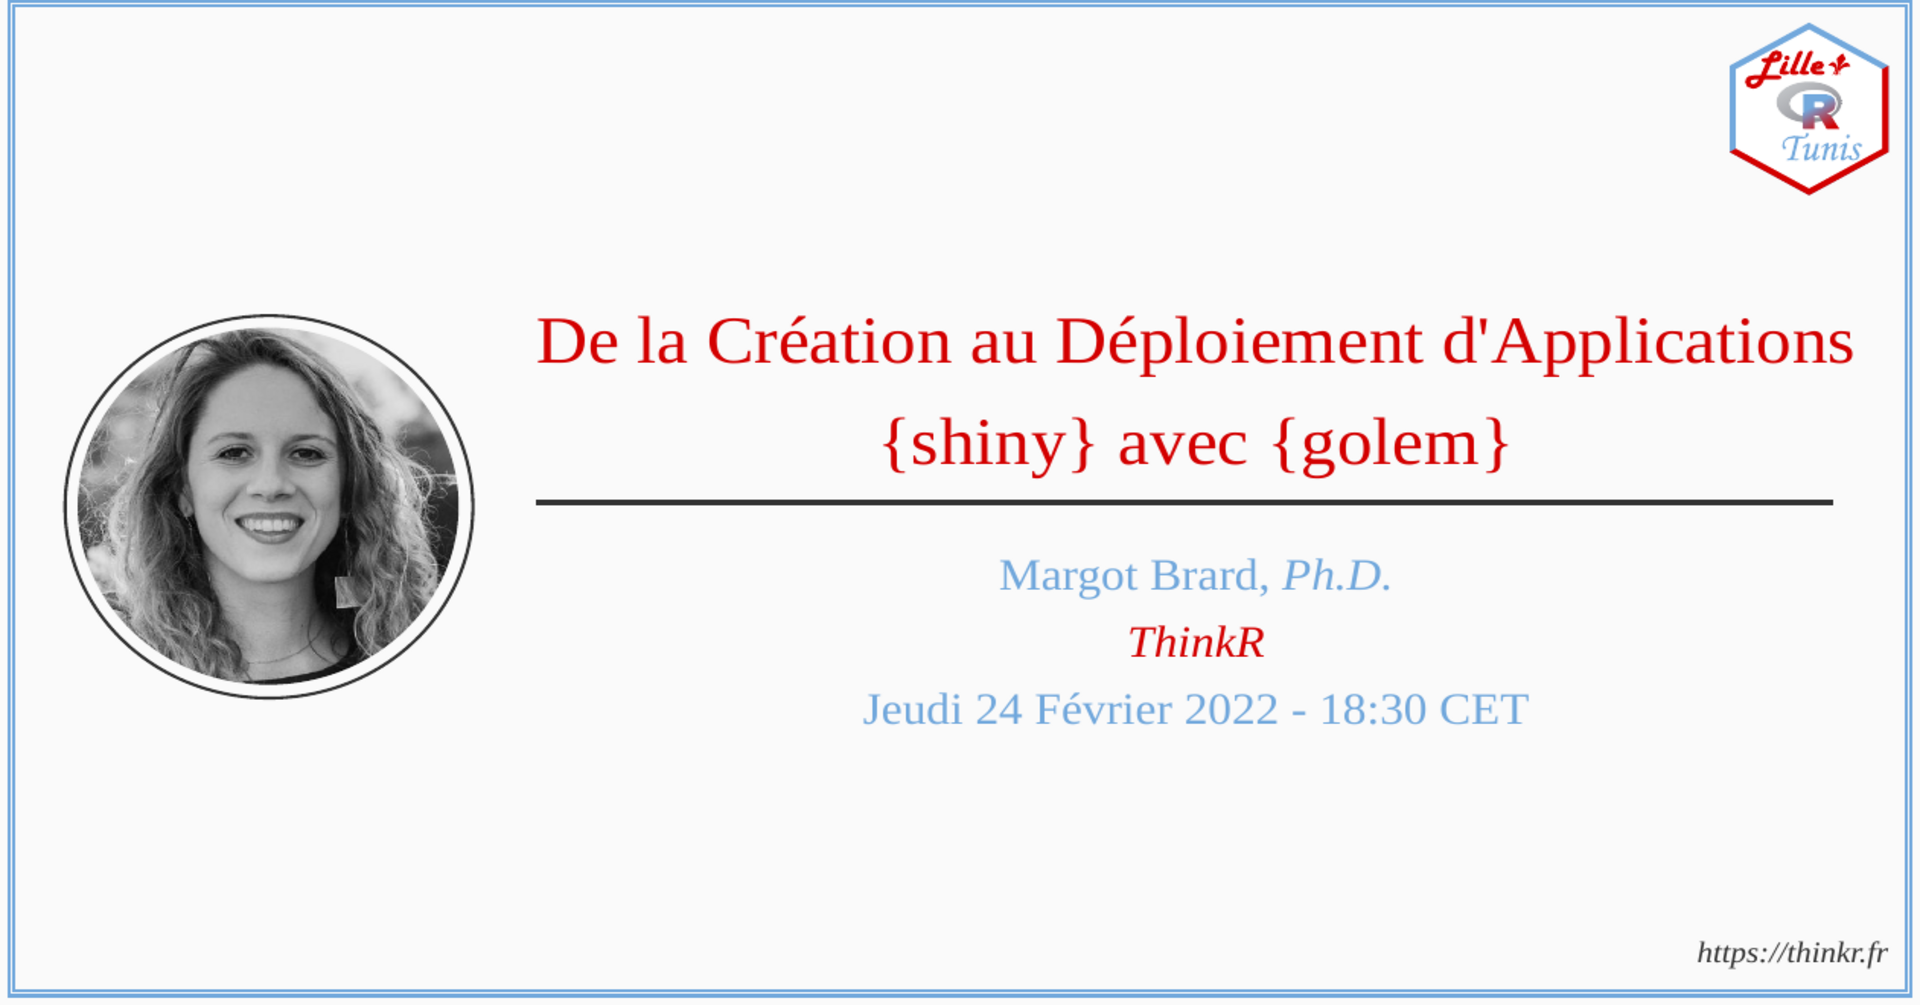 Lille
R
Tunis
De la Création au Déploiement d'Applications
{shiny} avec {golem}
Margot Brard, Ph.D.
ThinkR
Jeudi 24 Février 2022 - 18:30 CET
https://thinkr.fr